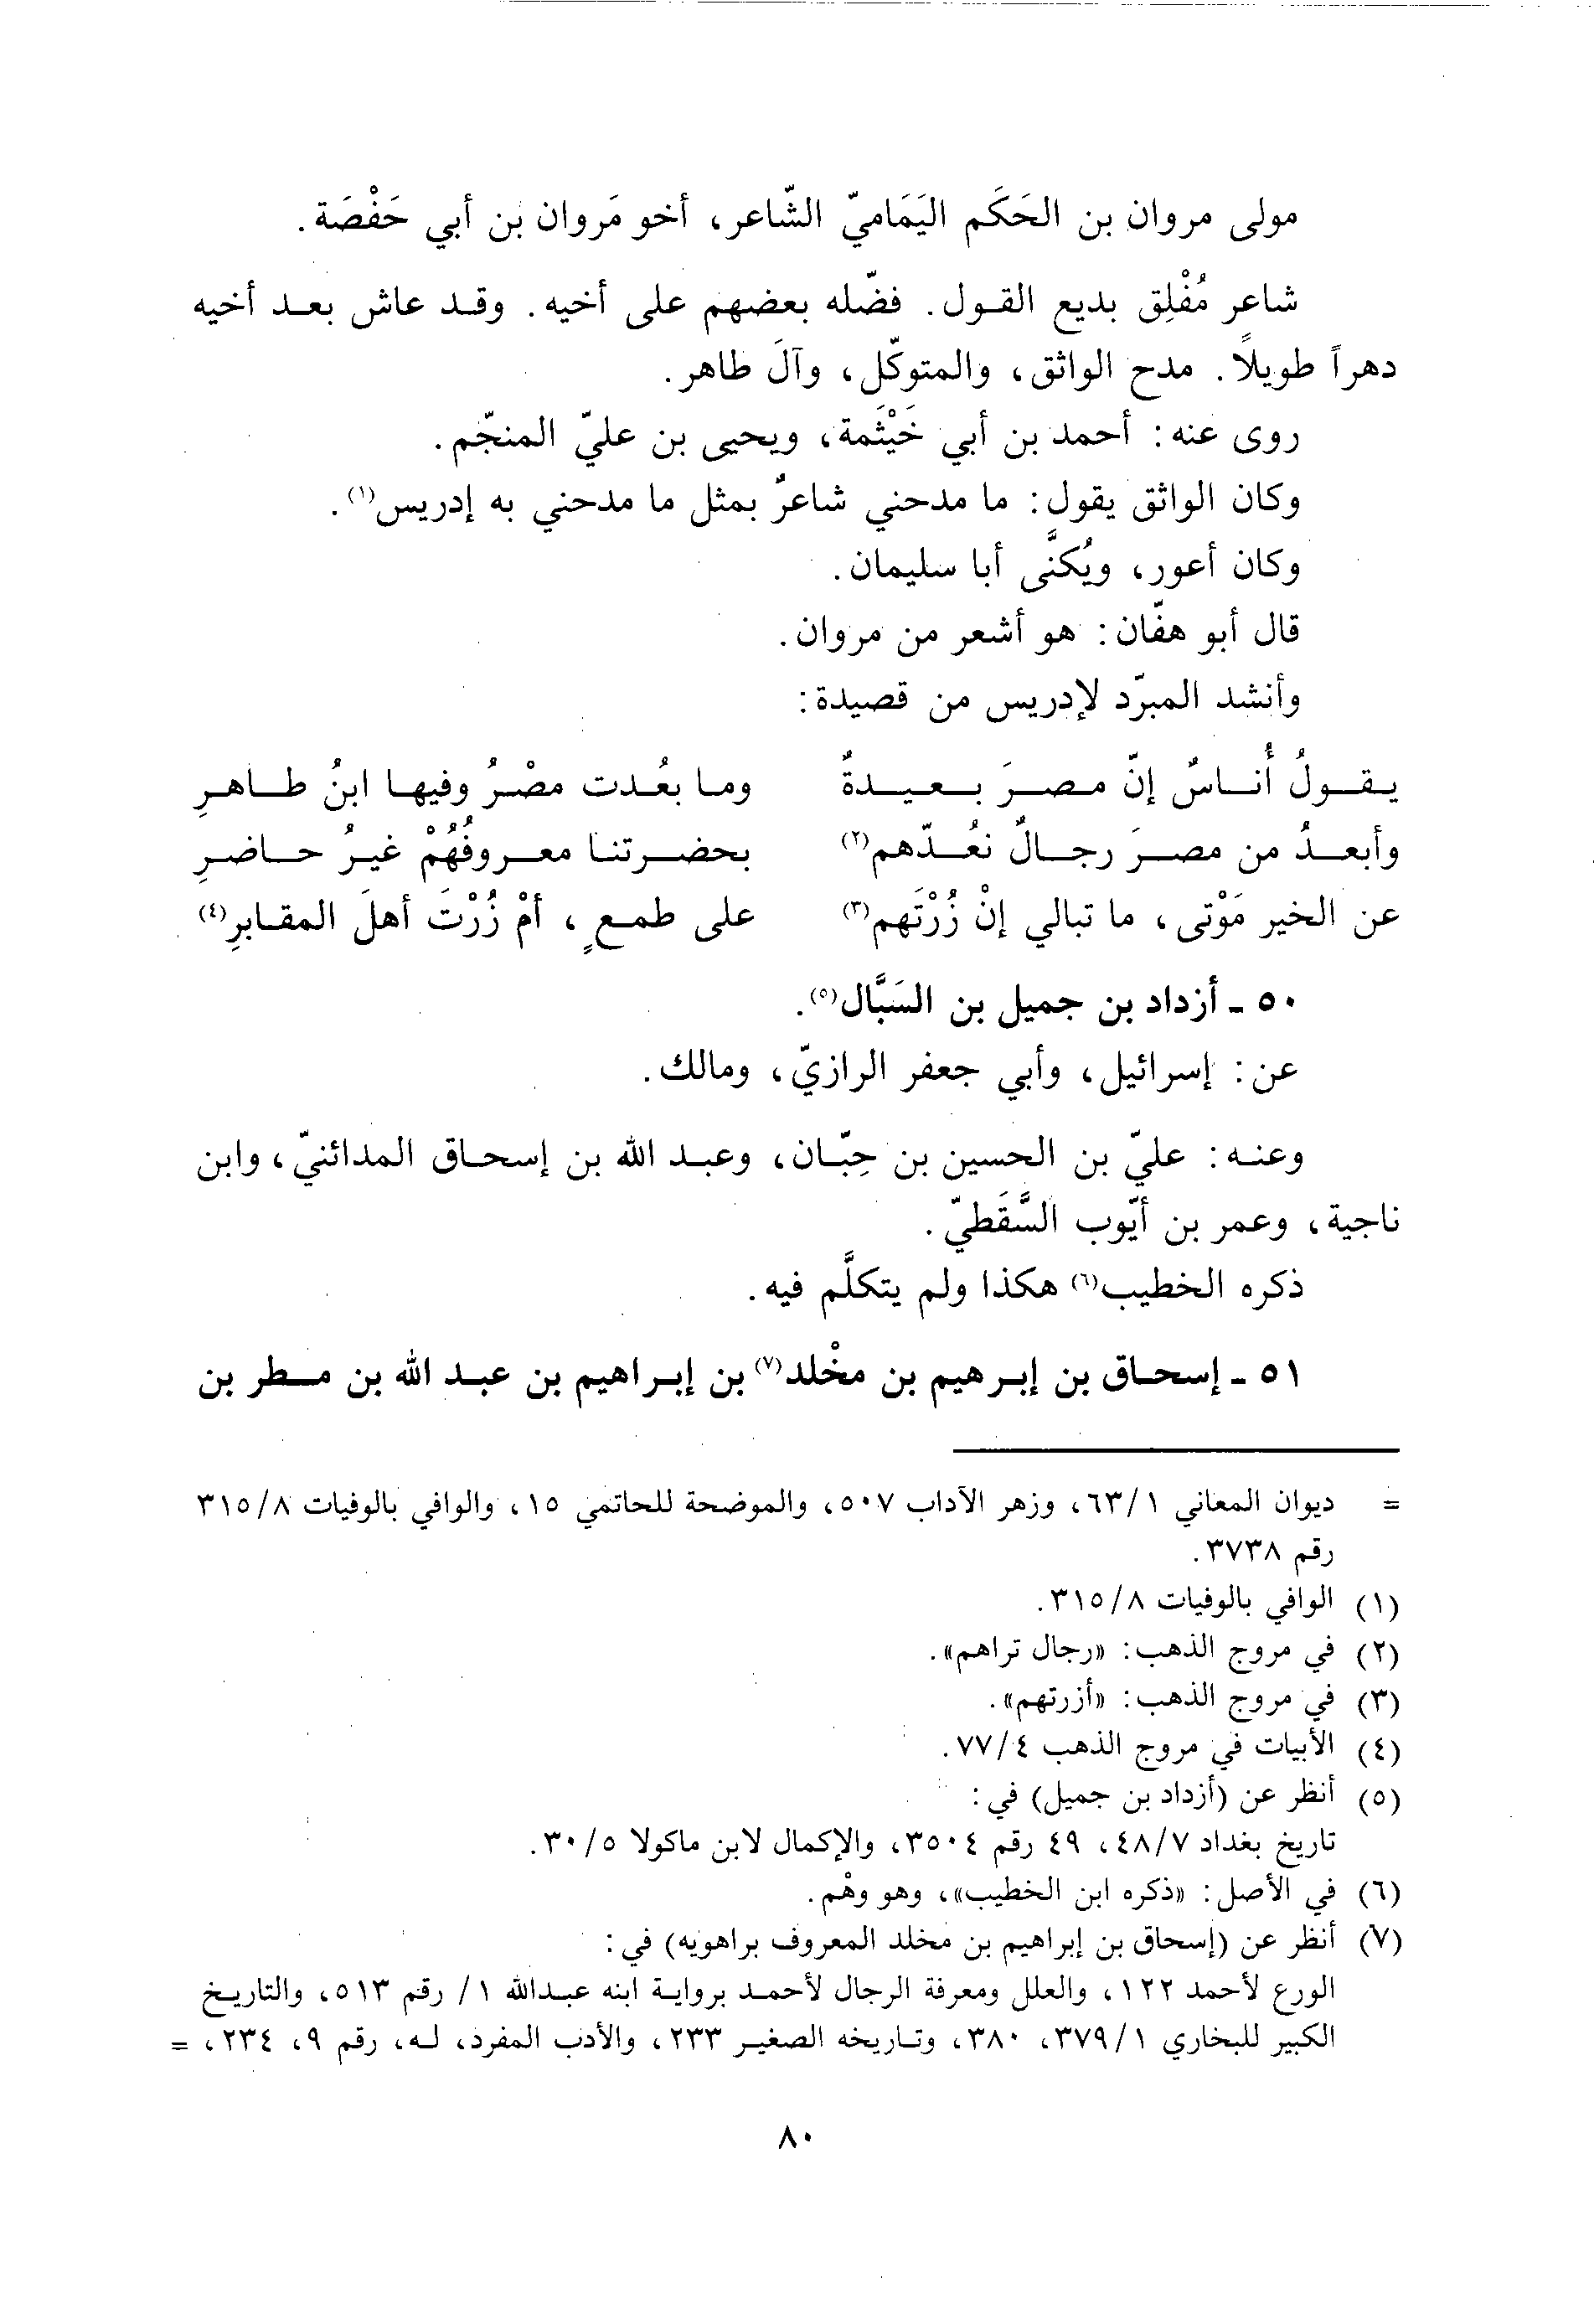 مولى مروان بن الحَكَم اليَمَاميّ الشّاعر، أخو مَروان بن أبي حَفْصَة.
شاعر مُفْلِق بديع القول. فضّله بعضهم على أخيه. وقد عاش بعد أخيه
دهراً طويلاً. مدح الواثق، والمتوكّل، وآلَ طاهر.
روى عنه: أحمد بن أبي خَيْثَمة، ويحيى بن عليّ المنجّم.
وكان الواثق يقول: ما مدحني شاعرٌ بمثل ما مدحني به إدريس(١).
وكان أعور، ويُكنَّى أبا سليمان.
قال أبو هفّان: هو أشعر من مروان.
وأنشد المبرّد لإدريس من قصيدة:
يقولُ أُناسٌ إنّ مصرَ بعيدةٌ وما بعُدت مصْرُ وفيها ابنُ طاهرِ
وأبعدُ من مصرَ رجالٌ نعُدّهم(٢) بحضرتنا معروفُهُمْ غيرُ حاضرِ
عن الخير مَوْتى، ما تبالي إنْ زُرْتَهم(٣) على طمعٍ، أمْ زُرْتَ أهلَ المقابرِ(٤)
٥٠ - أزداد بن جميل بن السَبَّال(٥).
عن: إسرائيل، وأبي جعفر الرازيّ، ومالك.
وعنه: عليّ بن الحسين بن حِبّان، وعبد الله بن إسحاق المدائنيّ، وابن
ناجية، وعمر بن أيّوب السَّقَطيّ.
ذكره الخطيب(٦) هكذا ولم يتكلَّم فيه.
٥١ - إسحاق بن إبرهيم بن مخْلد(٧) بن إبراهيم بن عبد الله بن مطر بن
= ديوان المعاني ٦٣/١، وزهر الآداب ٥٠٧، والموضحة للحاتمي ١٥، والوافي بالوفيات ٣١٥/٨
رقم ٣٧٣٨.
(١) الوافي بالوفيات ٣١٥/٨.
(٢) في مروج الذهب: «رجال تراهم».
(٣) في مروج الذهب: «أزرتهم».
(٤) الأبيات في مروج الذهب ٧٧/٤.
(٥) أنظر عن (أزداد بن جميل) في:
تاريخ بغداد ٤٨/٧، ٤٩ رقم ٣٥٠٤، والإكمال لابن ماكولا ٣٠/٥.
(٦) في الأصل: «ذكره ابن الخطيب»، وهو وهْم.
(٧) أنظر عن (إسحاق بن إبراهيم بن مخلد المعروف براهويه) في:
الورع لأحمد ١٢٢، والعلل ومعرفة الرجال لأحمد برواية ابنه عبدالله ١/ رقم ٥١٣، والتاريخ
الكبير للبخاري ٣٧٩/١، ٣٨٠، وتاريخه الصغير ٢٣٣، والأدب المفرد، له، رقم ٩، ٢٣٤، =
٨٠